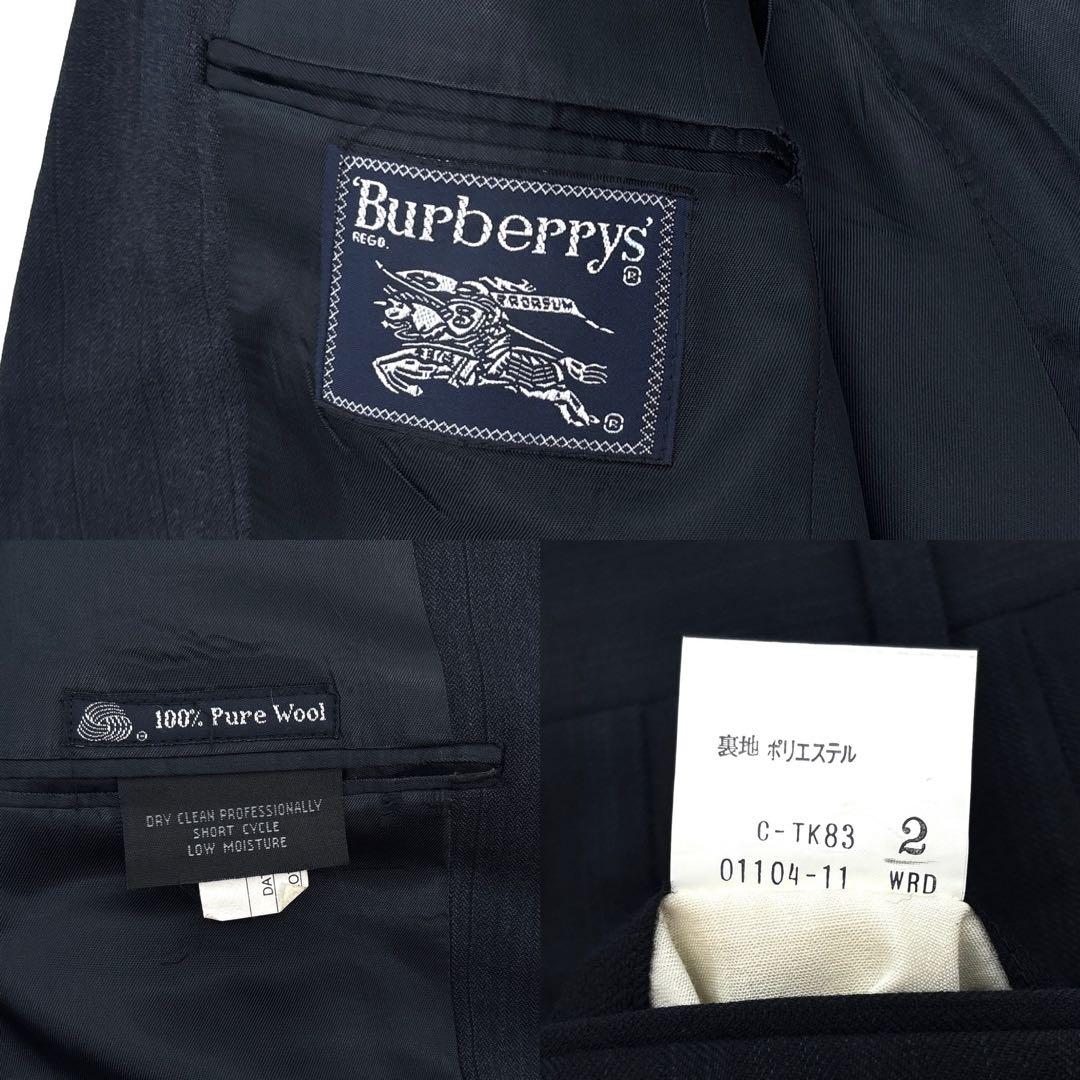 'Burberrys'
REGD.
®
PRORSUM
®
100% Pure Wool
DRY CLEAN PROFESSIONALLY
SHORT CYCLE
LOW MOISTURE
裏地 ポリエステル
C-TK83 2
01104-11 WRD